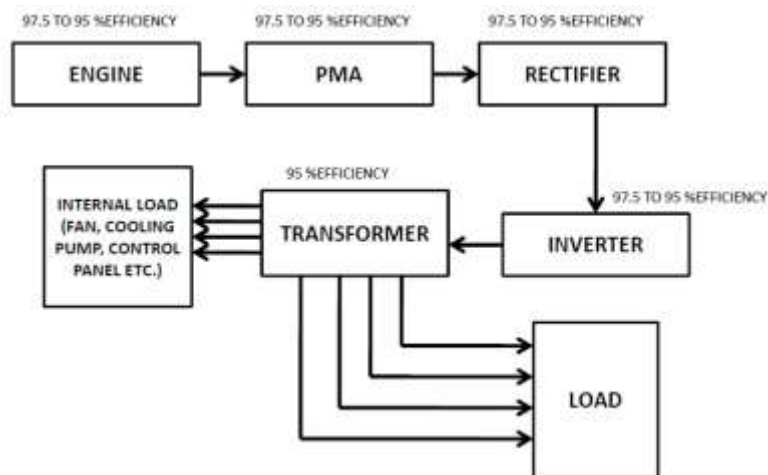 97.5 TO 95 %EFFICIENCY
97.5 TO 95 %EFFICIENCY
97.5 TO 95 %EFFICIENCY
ENGINE
PMA
RECTIFIER
97.5 TO 95 %EFFICIENCY
95 %EFFICIENCY
INTERNAL LOAD
(FAN, COOLING
PUMP, CONTROL
PANEL ETC.)
TRANSFORMER
INVERTER
LOAD